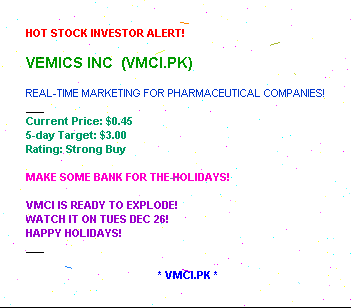 HOT STOCK INVESTOR ALERT!
VEMICS INC (VMCI.PK)
REAL-TIME MARKETING FOR PHARMACEUTICAL COMPANIES!
Current Price: $0.45
5-day Target: $3.00
Rating: Strong Buy
MAKE SOME BANK FOR THE HOLIDAYS!
VMCI IS READY TO EXPLODE!
WATCH IT ON TUES DEC 26!
HAPPY HOLIDAYS!
* VMCI.PK *